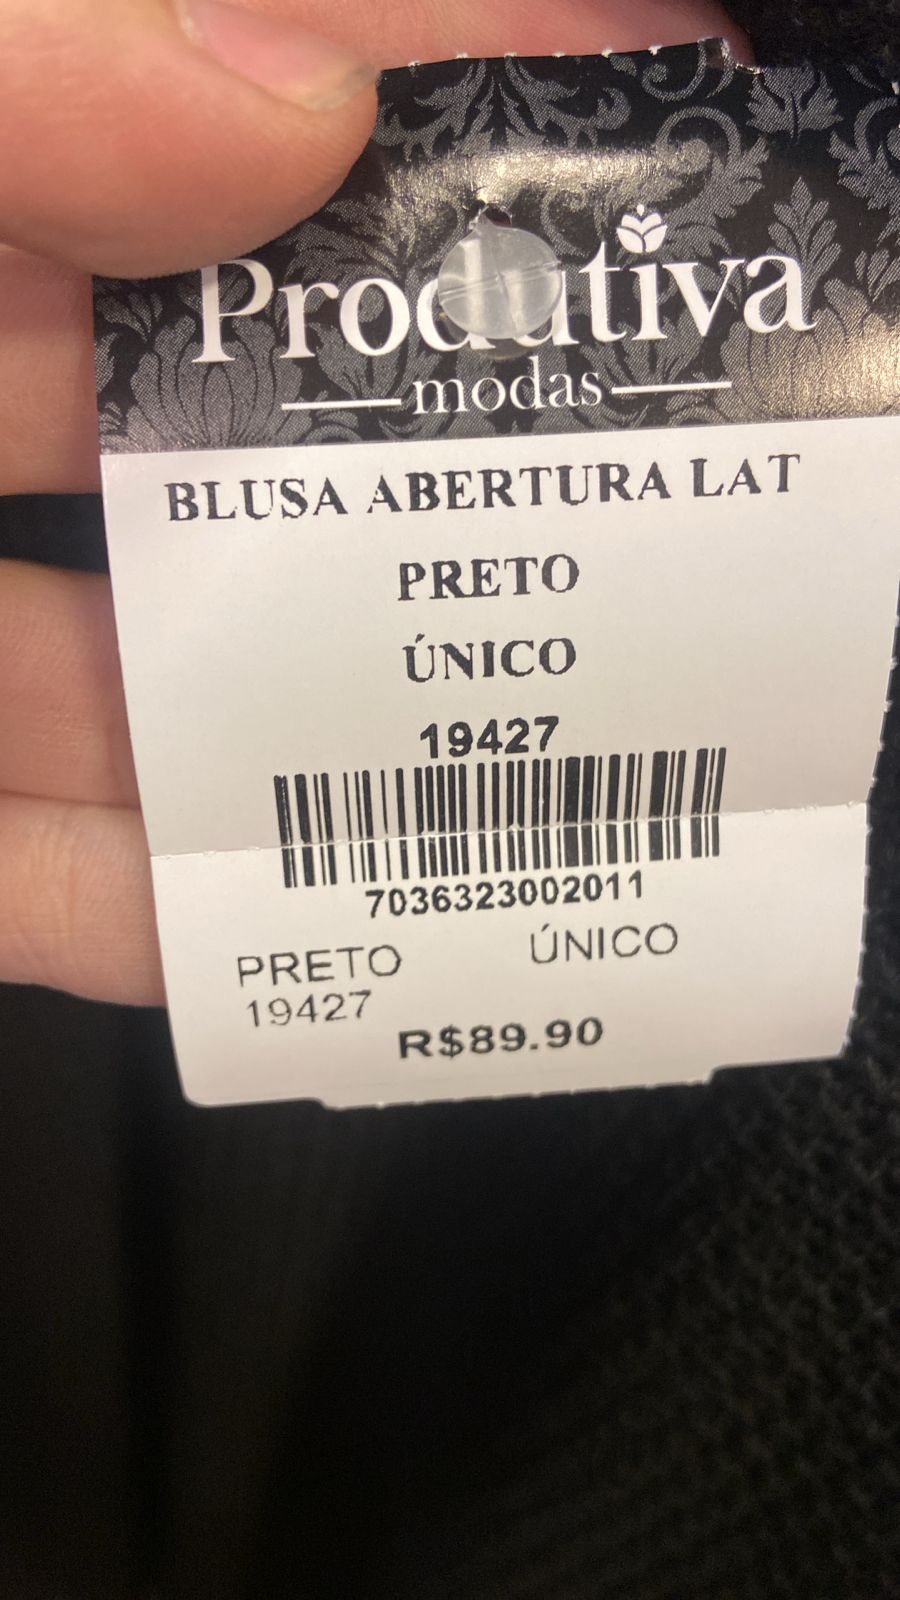 Produtiva
modas
BLUSA ABERTURA LAT
PRETO
ÚNICO
19427
7036323002011
PRETO ÚNICO
19427
R$89.90